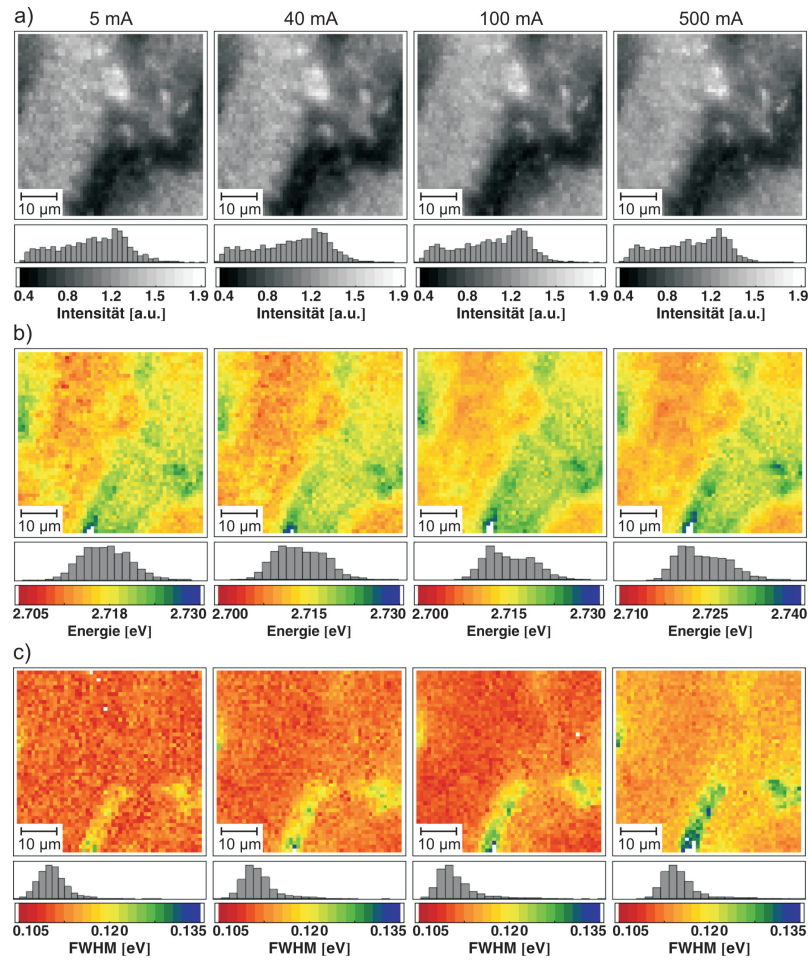 a)
5 mA 40 mA 100 mA 500 mA
10 µm 10 µm 10 µm 10 µm
0.4 0.8 1.2 1.5 1.9 0.4 0.8 1.2 1.5 1.9 0.4 0.8 1.2 1.5 1.9 0.4 0.8 1.2 1.5 1.9
Intensität [a.u.] Intensität [a.u.] Intensität [a.u.] Intensität [a.u.]
b)
10 µm 10 µm 10 µm 10 µm
2.705 2.718 2.730 2.700 2.715 2.730 2.700 2.715 2.730 2.710 2.725 2.740
Energie [eV] Energie [eV] Energie [eV] Energie [eV]
c)
10 µm 10 µm 10 µm 10 µm
0.105 0.120 0.135 0.105 0.120 0.135 0.105 0.120 0.135 0.105 0.120 0.135
FWHM [eV] FWHM [eV] FWHM [eV] FWHM [eV]